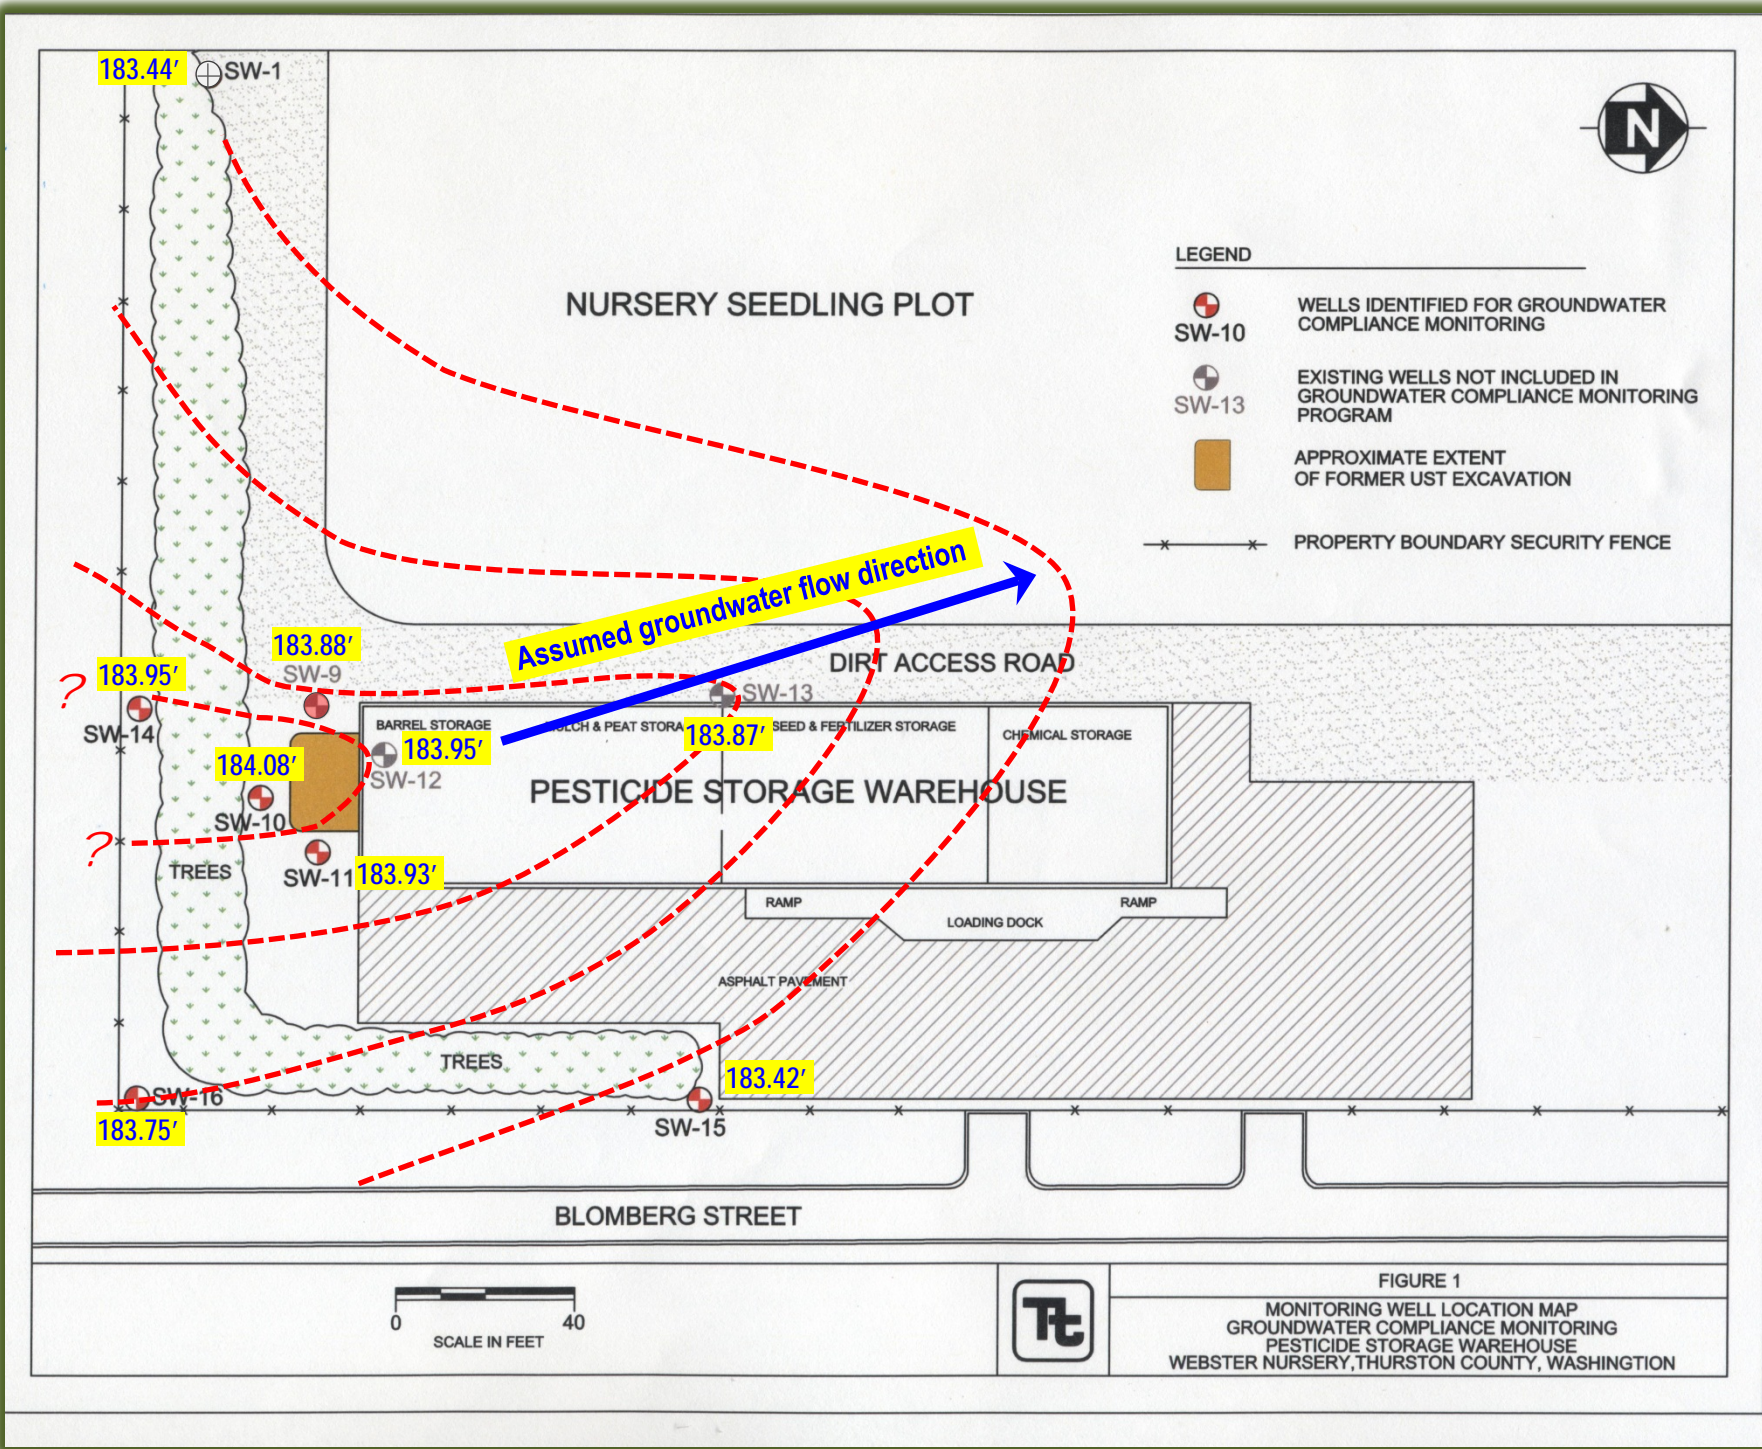 183.44'
SW-1
N
LEGEND
NURSERY SEEDLING PLOT
WELLS IDENTIFIED FOR GROUNDWATER
COMPLIANCE MONITORING
SW-10
EXISTING WELLS NOT INCLUDED IN
GROUNDWATER COMPLIANCE MONITORING
PROGRAM
SW-13
APPROXIMATE EXTENT
OF FORMER UST EXCAVATION
PROPERTY BOUNDARY SECURITY FENCE
Assumed groundwater flow direction
183.88'
SW-9
DIRT ACCESS ROAD
183.95'
?
SW-14
SW-13
BARREL STORAGE
MULCH & PEAT STORA
SEED & FERTILIZER STORAGE
CHEMICAL STORAGE
183.87'
183.95'
SW-12
184.08'
SW-10
PESTICIDE STORAGE WAREHOUSE
?
TREES
SW-11
183.93'
RAMP
RAMP
LOADING DOCK
ASPHALT PAVEMENT
TREES
183.42'
SW-16
183.75'
SW-15
BLOMBERG STREET
0
40
SCALE IN FEET
Tt
FIGURE 1
MONITORING WELL LOCATION MAP
GROUNDWATER COMPLIANCE MONITORING
PESTICIDE STORAGE WAREHOUSE
WEBSTER NURSERY,THURSTON COUNTY, WASHINGTION